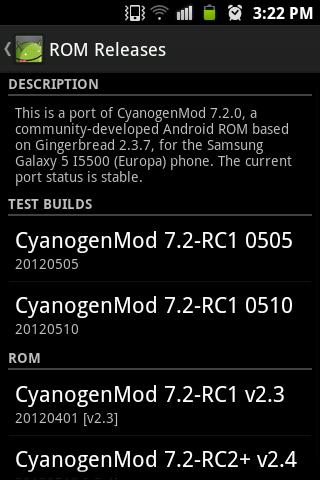 3:22 PM
ROM Releases
DESCRIPTION
This is a port of CyanogenMod 7.2.0, a
community-developed Android ROM based
on Gingerbread 2.3.7, for the Samsung
Galaxy 5 I5500 (Europa) phone. The current
port status is stable.
TEST BUILDS
CyanogenMod 7.2-RC1 0505
20120505
CyanogenMod 7.2-RC1 0510
20120510
ROM
CyanogenMod 7.2-RC1 v2.3
20120401 [v2.3]
CyanogenMod 7.2-RC2+ v2.4